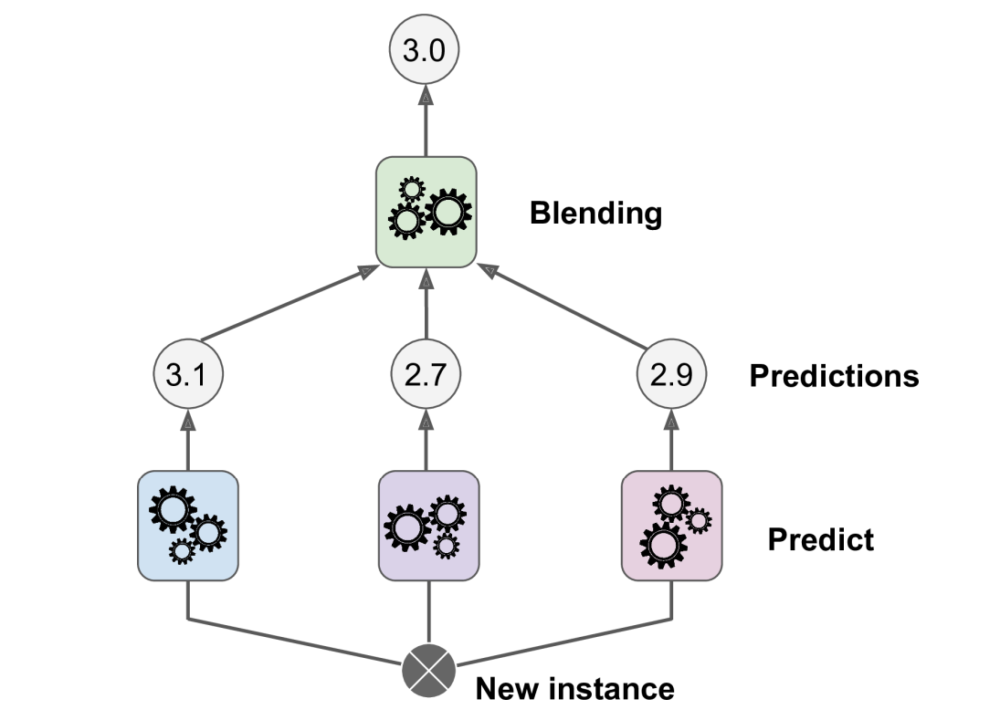 3.0
Blending
3.1
2.7
2.9
Predictions
Predict
New instance